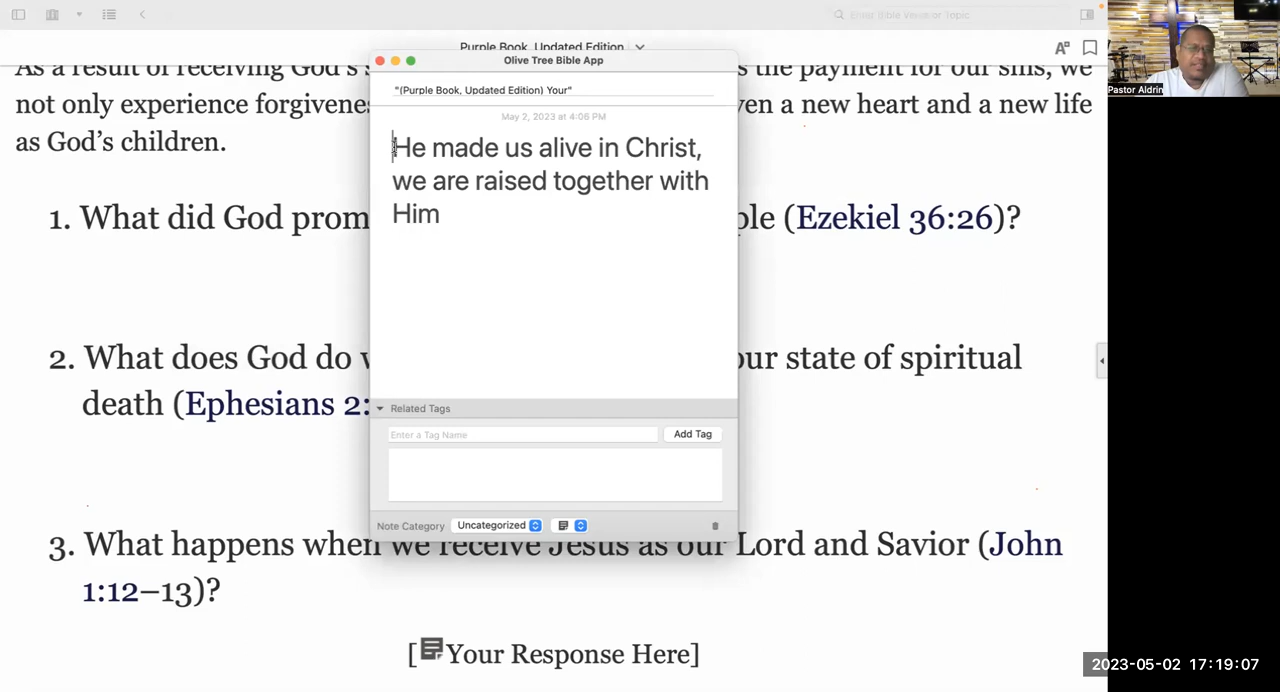 Enter Bible Verse or Topic
Purple Book, Updated Edition
Pastor Aldrin
Olive Tree Bible App
"(Purple Book, Updated Edition) Your"
May 2, 2023 at 4:06 PM
He made us alive in Christ,
we are raised together with
Him
Related Tags
Enter a Tag Name
Add Tag
Note Category
Uncategorized
As a result of receiving God's
s the payment for our sins, we
not only experience
a new heart and a new life
as God's children.
1. What did God
(Ezekiel 36:26)?
2. What does God do
state of spiritual
death (Ephesians 2:
3. What happens when we receive Jesus as our Lord and Savior (John
1:12–13)?
[Your Response Here]
2023-05-02 17:19:07